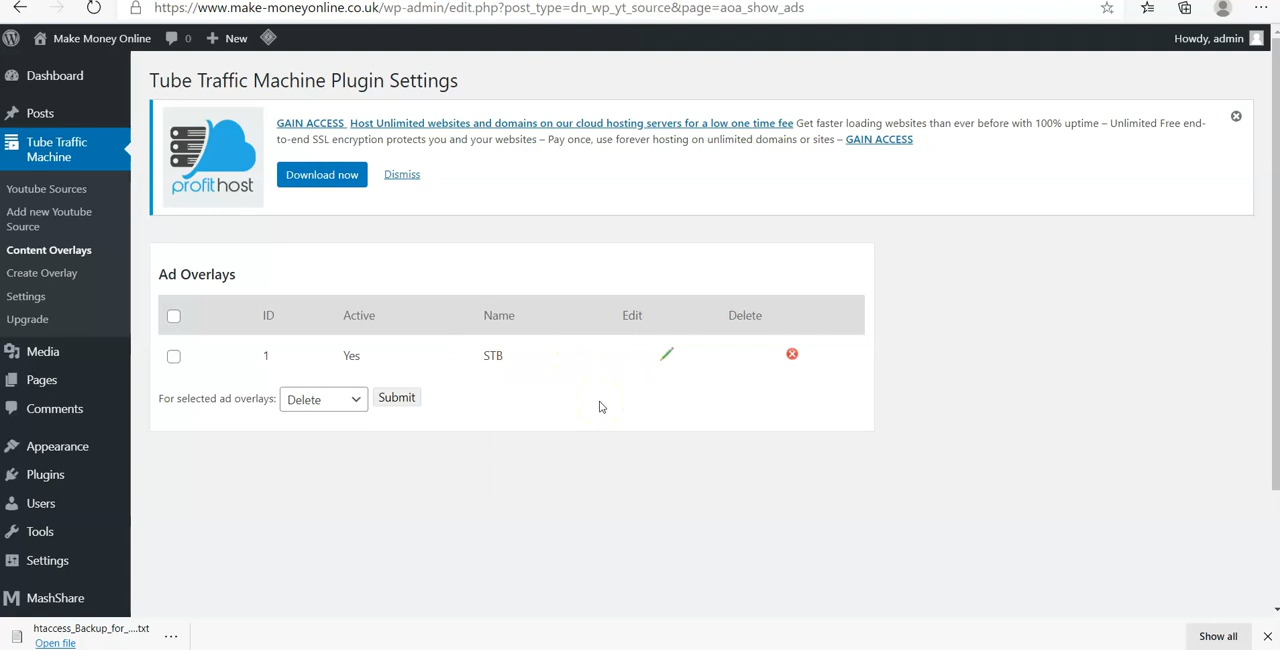 https://www.make-moneyonline.co.uk/wp-admin/edit.php?post_type=dn_wp_yt_source&page=aoa_show_ads
Make Money Online
0
New
Howdy, admin
Dashboard
Posts
Tube Traffic
Machine
Youtube Sources
Add new Youtube
Source
Content Overlays
Create Overlay
Settings
Upgrade
Media
Pages
Comments
Appearance
Plugins
Users
Tools
Settings
MashShare
Tube Traffic Machine Plugin Settings
profithost
GAIN ACCESS Host Unlimited websites and domains on our cloud hosting servers for a low one time fee Get faster loading websites than ever before with 100% uptime – Unlimited Free end-
to-end SSL encryption protects you and your websites – Pay once, use forever hosting on unlimited domains or sites – GAIN ACCESS
Download now Dismiss
Ad Overlays
ID Active Name Edit Delete
1 Yes STB
For selected ad overlays: Delete Submit
htaccess_Backup_for_....txt
Open file
Show all